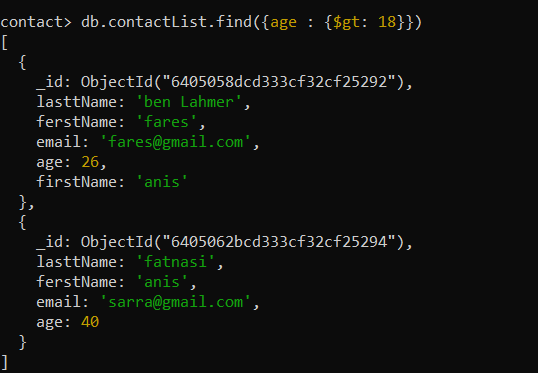 contact> db.contactList.find({age : {$gt: 18}})
[
  {
    _id: ObjectId("6405058dcd333cf32cf25292"),
    lasttName: 'ben Lahmer',
    ferstName: 'fares',
    email: 'fares@gmail.com',
    age: 26,
    firstName: 'anis'
  },
  {
    _id: ObjectId("6405062bcd333cf32cf25294"),
    lasttName: 'fatnasi',
    ferstName: 'anis',
    email: 'sarra@gmail.com',
    age: 40
  }
]